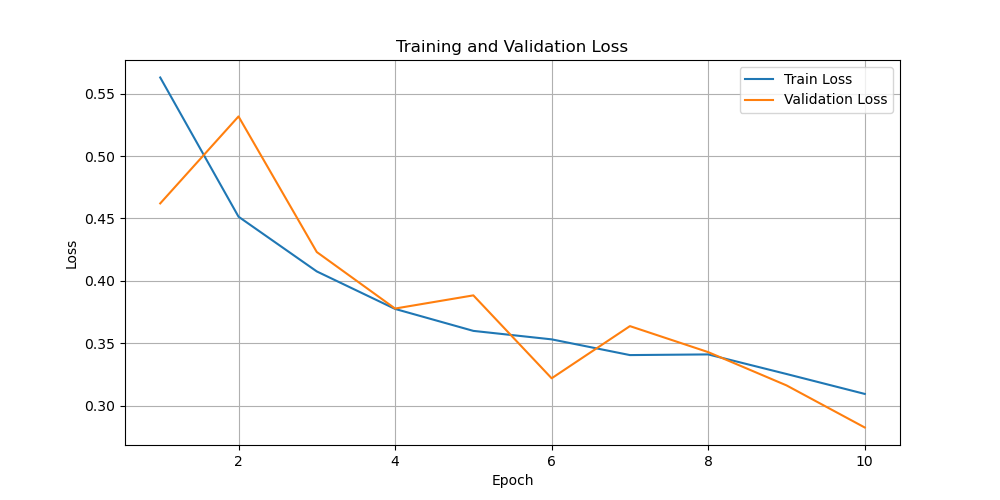 Training and Validation Loss
Train Loss
Validation Loss
0.55
0.50
0.45
0.40
0.35
0.30
Loss
2 4 6 8 10
Epoch